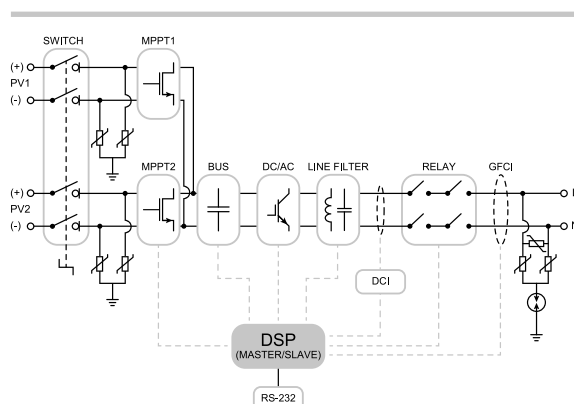 SWITCH
MPPT1
(+)
PV1
(-)
MPPT2
BUS
DC/AC
LINE FILTER
RELAY
GFCI
(+)
PV2
(-)
DCI
DSP
(MASTER/SLAVE)
RS-232